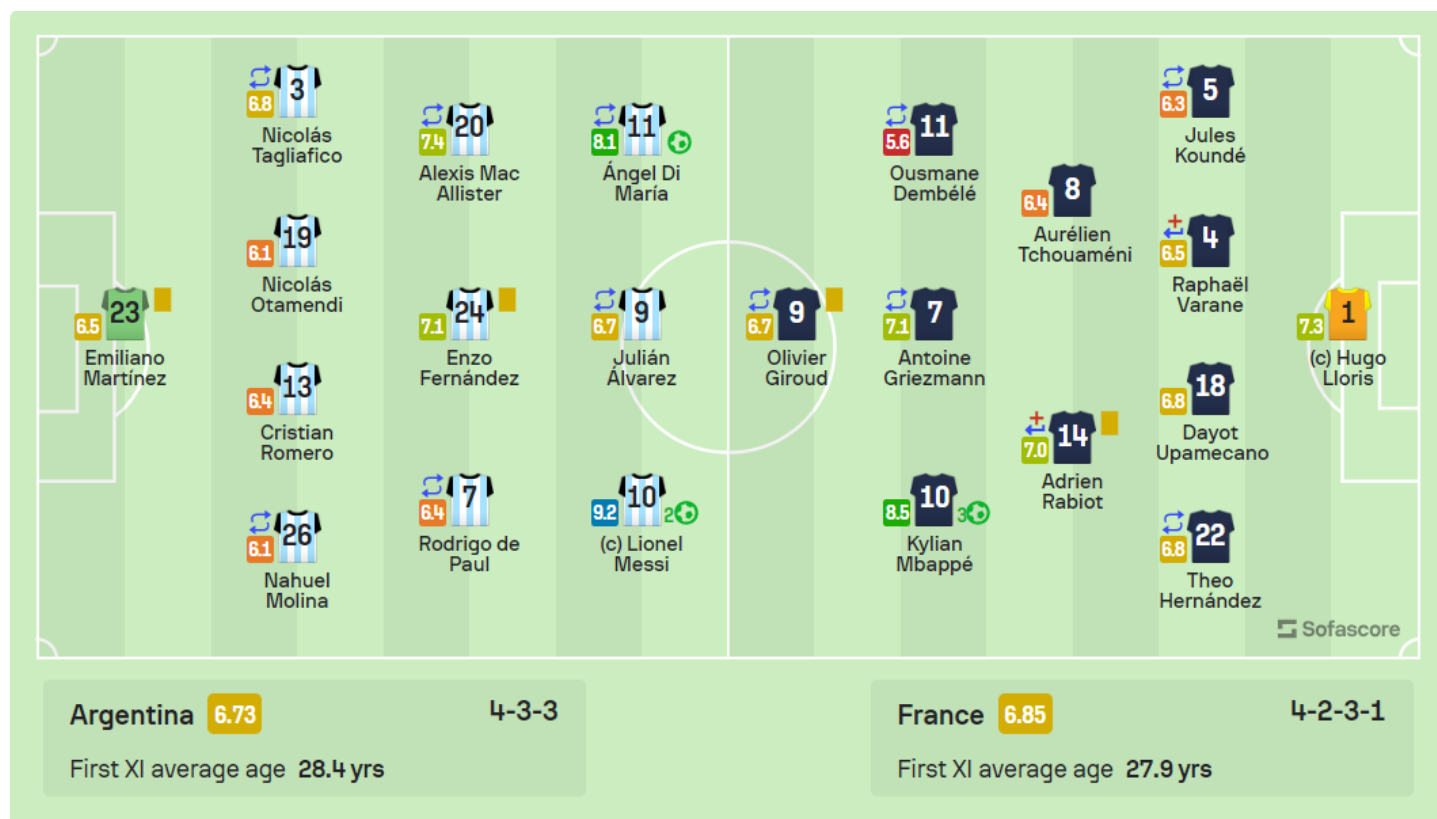 3
6.8
Nicolás
Tagliafico
19
6.1
Nicolás
Otamendi
23
6.5
Emiliano
Martínez
13
6.4
Cristian
Romero
26
6.1
Nahuel
Molina
20
7.4
Alexis Mac
Allister
24
7.1
Enzo
Fernández
7
6.4
Rodrigo de
Paul
11
8.1
Ángel Di
María
9
6.7
Julián
Álvarez
10
9.2
2
(c) Lionel
Messi
9
6.7
Olivier
Giroud
11
5.6
Ousmane
Dembélé
7
7.1
Antoine
Griezmann
10
8.5
3
Kylian
Mbappé
8
6.4
Aurélien
Tchouaméni
14
7.0
Adrien
Rabiot
5
6.3
Jules
Koundé
4
6.5
Raphaël
Varane
18
6.8
Dayot
Upamecano
22
6.8
Theo
Hernández
1
7.3
(c) Hugo
Lloris
Sofascore
Argentina 6.73 4-3-3
First XI average age 28.4 yrs
France 6.85 4-2-3-1
First XI average age 27.9 yrs